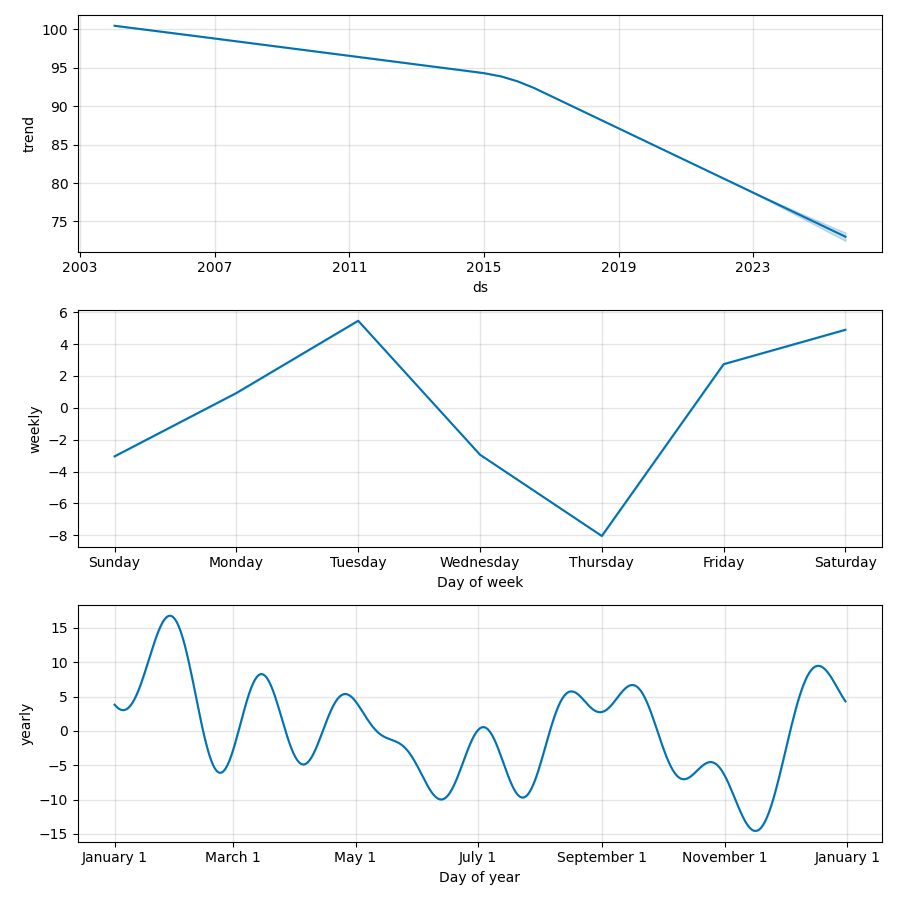 100
95
90
85
80
75
trend
2003 2007 2011 2015 2019 2023
ds
6
4
2
0
−2
−4
−6
−8
weekly
Sunday Monday Tuesday Wednesday Thursday Friday Saturday
Day of week
15
10
5
0
−5
−10
−15
yearly
January 1 March 1 May 1 July 1 September 1 November 1 January 1
Day of year